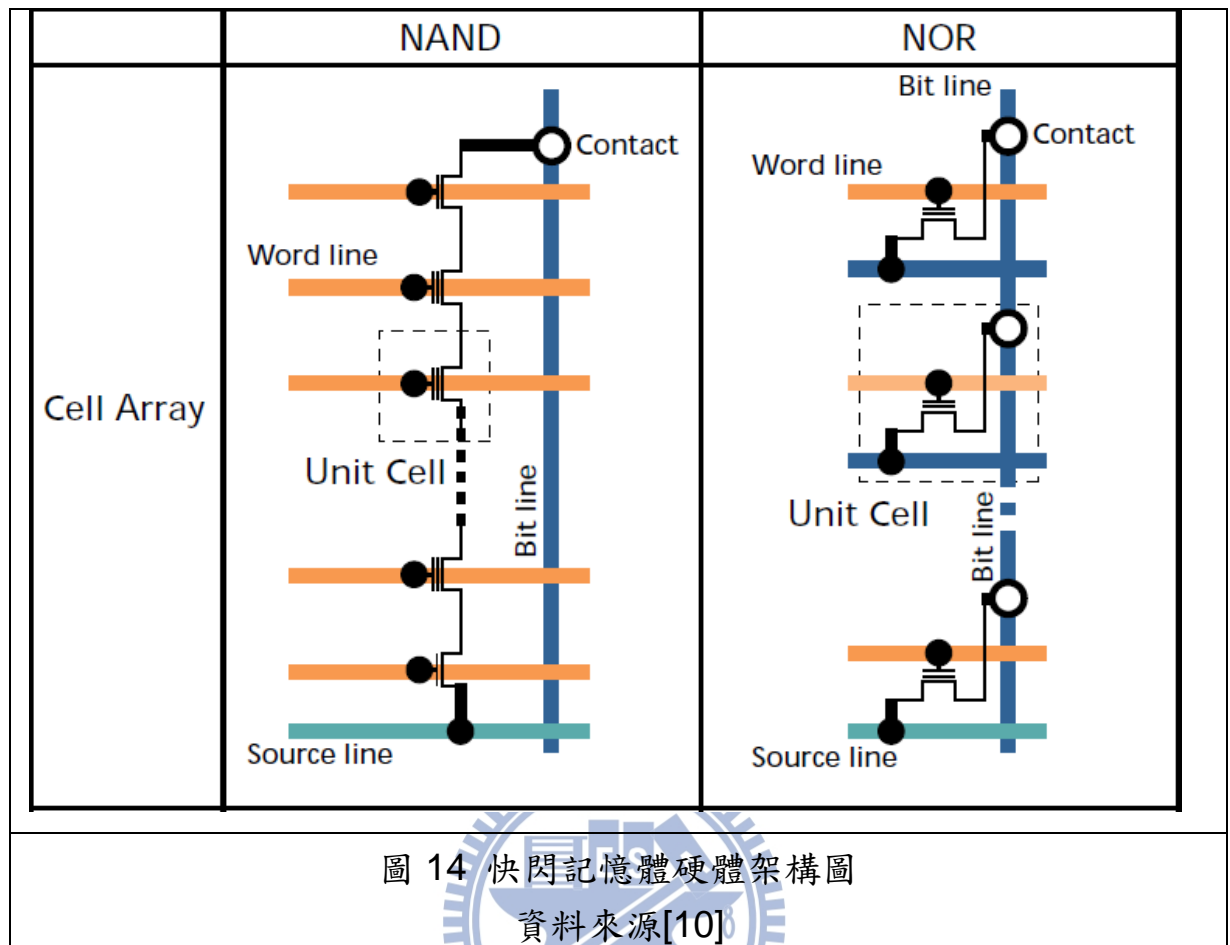 NAND
NOR
Cell Array
Contact
Word line
Unit Cell
Bit line
Source line
Bit line
Contact
Word line
Unit Cell
Bit line
Source line
圖 14 快閃記憶體硬體架構圖
資料來源[10]